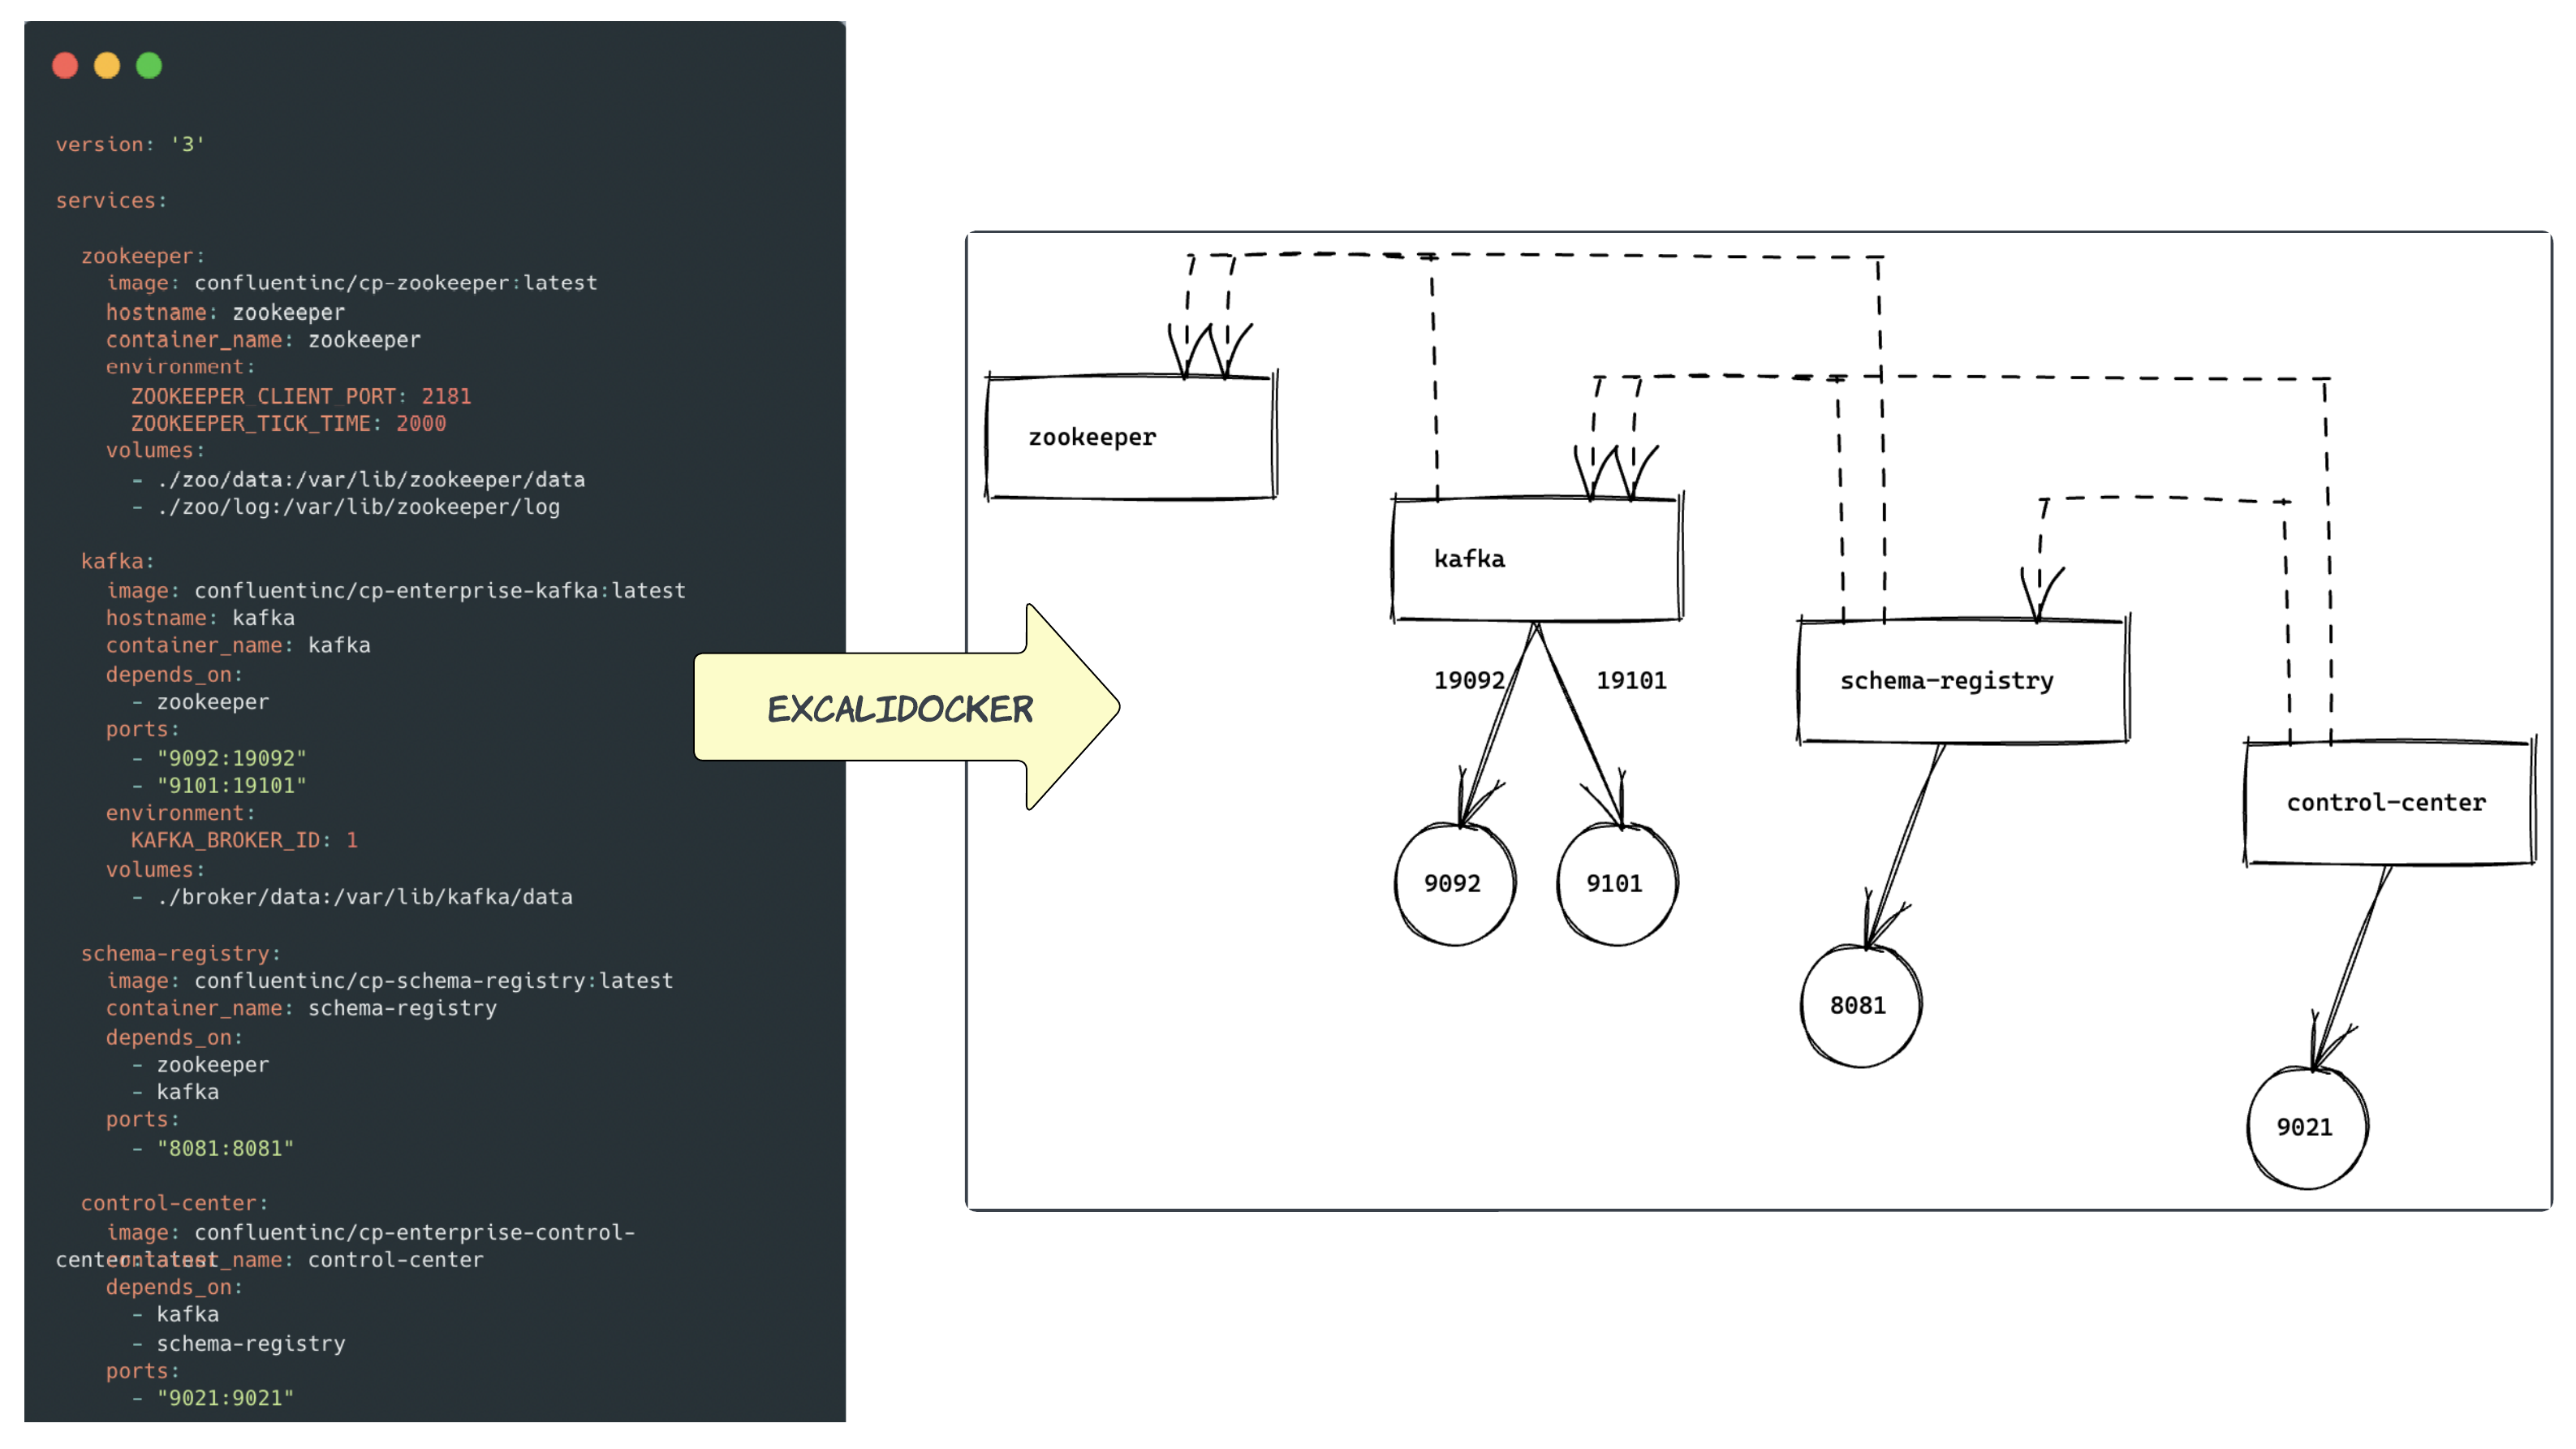 version: '3'
services:
zookeeper:
image: confluentinc/cp-zookeeper:latest
hostname: zookeeper
container_name: zookeeper
environment:
ZOOKEEPER_CLIENT_PORT: 2181
ZOOKEEPER_TICK_TIME: 2000
volumes:
- ./zoo/data:/var/lib/zookeeper/data
- ./zoo/log:/var/lib/zookeeper/log
kafka:
image: confluentinc/cp-enterprise-kafka:latest
hostname: kafka
container_name: kafka
depends_on:
- zookeeper
ports:
- "9092:19092"
- "9101:19101"
environment:
KAFKA_BROKER_ID: 1
volumes:
- ./broker/data:/var/lib/kafka/data
schema-registry:
image: confluentinc/cp-schema-registry:latest
container_name: schema-registry
depends_on:
- zookeeper
- kafka
ports:
- "8081:8081"
control-center:
image: confluentinc/cp-enterprise-control-
center:latest
container_name: control-center
depends_on:
- kafka
- schema-registry
ports:
- "9021:9021"
EXCALIDOCKER
zookeeper
kafka
19092
19101
schema-registry
control-center
9092
9101
8081
9021